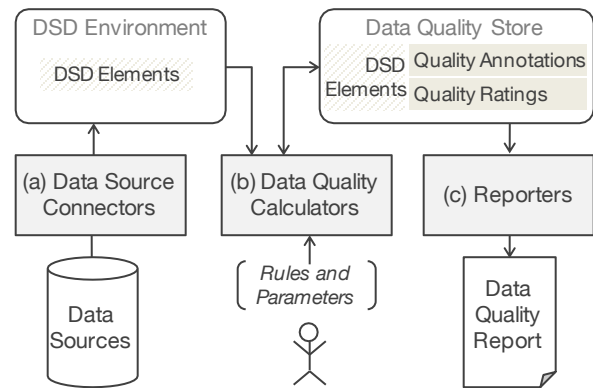 DSD Environment
DSD Elements
Data Quality Store
DSD
Elements
Quality Annotations
Quality Ratings
(a) Data Source
Connectors
(b) Data Quality
Calculators
(c) Reporters
Data
Sources
Rules and
Parameters
Data
Quality
Report